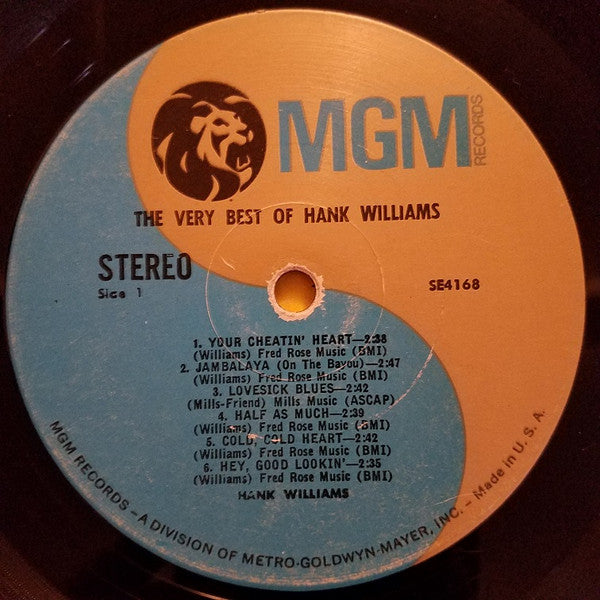 MGM
RECORDS
THE VERY BEST OF HANK WILLIAMS
STEREO
Side 1
SE4168
1. YOUR CHEATIN' HEART—2:38
(Williams) Fred Rose Music (BMI)
2. JAMBALAYA (On The Bayou)—2:47
(Williams) Fred Rose Music (BMI)
3. LOVESICK BLUES—2:42
(Mills-Friend) Mills Music (ASCAP)
4. HALF AS MUCH—2:39
(Williams) Fred Rose Music (BMI)
5. COLD, COLD HEART—2:42
(Williams) Fred Rose Music (BMI)
6. HEY, GOOD LOOKIN'—2:35
(Williams) Fred Rose Music (BMI)
HANK WILLIAMS
MGM RECORDS – A DIVISION OF METRO-GOLDWYN-MAYER, INC. – Made in U. S. A.